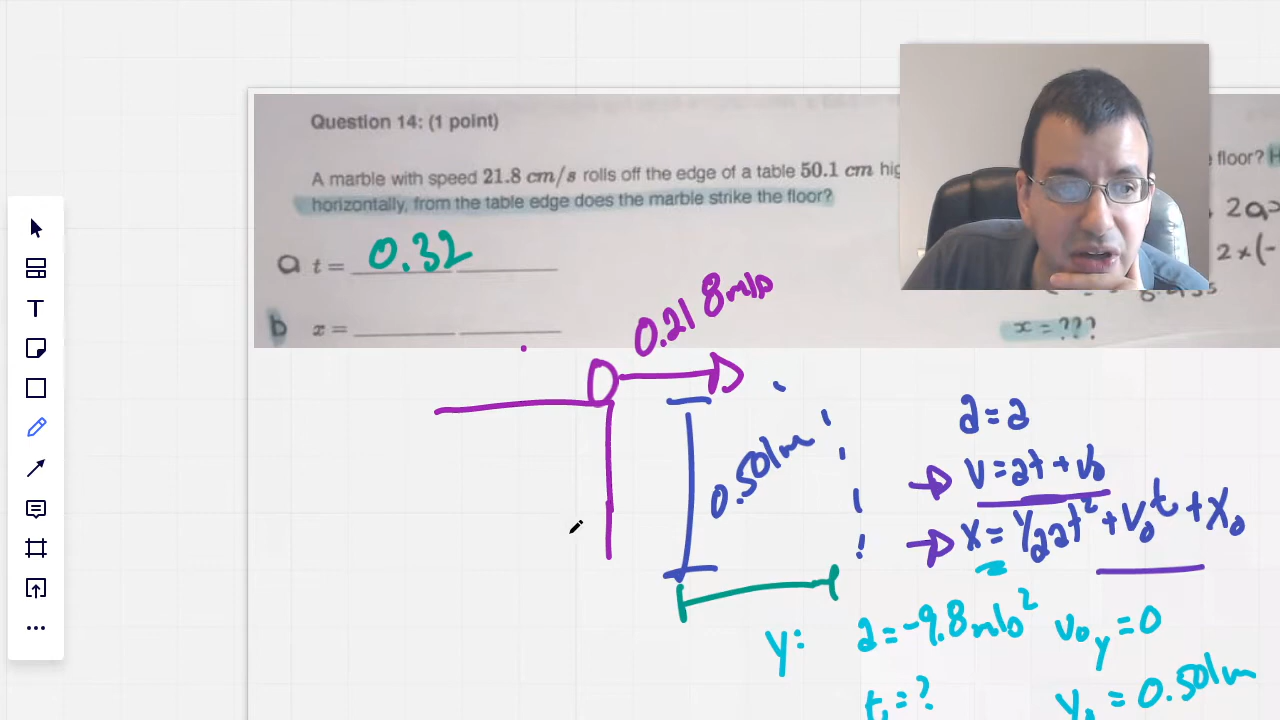 Question 14: (1 point)
A marble with speed 21.8 cm/s rolls off the edge of a table 50.1 cm hig
floor? H
horizontally, from the table edge does the marble strike the floor?
a t = 0.32
b x =
2a
2 x (-
x = ???
0.218 m/s
0.501m
a = a
v = at + v₀
x = 1/2at² + v₀t + x₀
y: a = -9.8 m/s² v₀y = 0
t = ?
= 0.501m
T